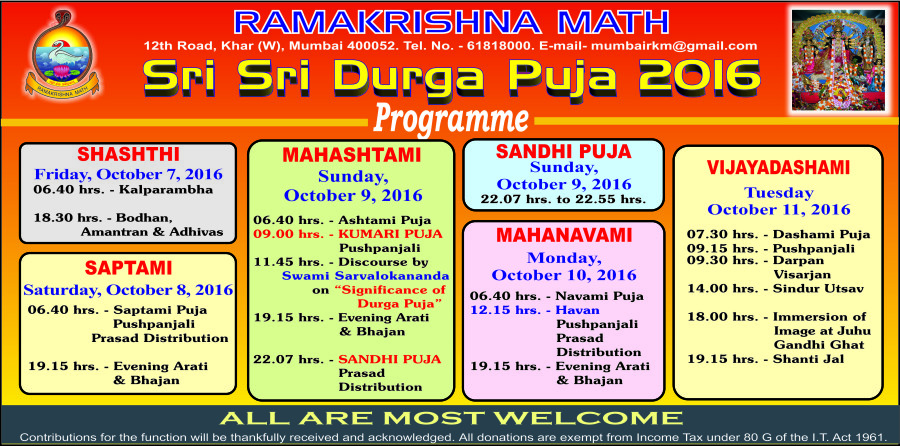 RAMAKRISHNA MATH
12th Road, Khar (W), Mumbai 400052. Tel. No. - 61818000. E-mail- mumbairkm@gmail.com
Sri Sri Durga Puja 2016
RAMAKRISHNA MATH
Programme
SHASHTHI
Friday, October 7, 2016
06.40 hrs. - Kalparambha
18.30 hrs. - Bodhan,
Amantran & Adhivas
SAPTAMI
Saturday, October 8, 2016
06.40 hrs. - Saptami Puja
Pushpanjali
Prasad Distribution
19.15 hrs. - Evening Arati
& Bhajan
MAHASHTAMI
Sunday,
October 9, 2016
06.40 hrs. - Ashtami Puja
09.00 hrs. - KUMARI PUJA
Pushpanjali
11.45 hrs. - Discourse by
Swami Sarvalokananda
on “Significance of
Durga Puja”
19.15 hrs. - Evening Arati
& Bhajan
22.07 hrs. - SANDHI PUJA
Prasad
Distribution
SANDHI PUJA
Sunday,
October 9, 2016
22.07 hrs. to 22.55 hrs.
MAHANAVAMI
Monday,
October 10, 2016
06.40 hrs. - Navami Puja
12.15 hrs. - Havan
Pushpanjali
Prasad
Distribution
19.15 hrs. - Evening Arati
& Bhajan
VIJAYADASHAMI
Tuesday
October 11, 2016
07.30 hrs. - Dashami Puja
09.15 hrs. - Pushpanjali
09.30 hrs. - Darpan
Visarjan
14.00 hrs. - Sindur Utsav
18.00 hrs. - Immersion of
Image at Juhu
Gandhi Ghat
19.15 hrs. - Shanti Jal
ALL ARE MOST WELCOME
Contributions for the function will be thankfully received and acknowledged. All donations are exempt from Income Tax under 80 G of the I.T. Act 1961.